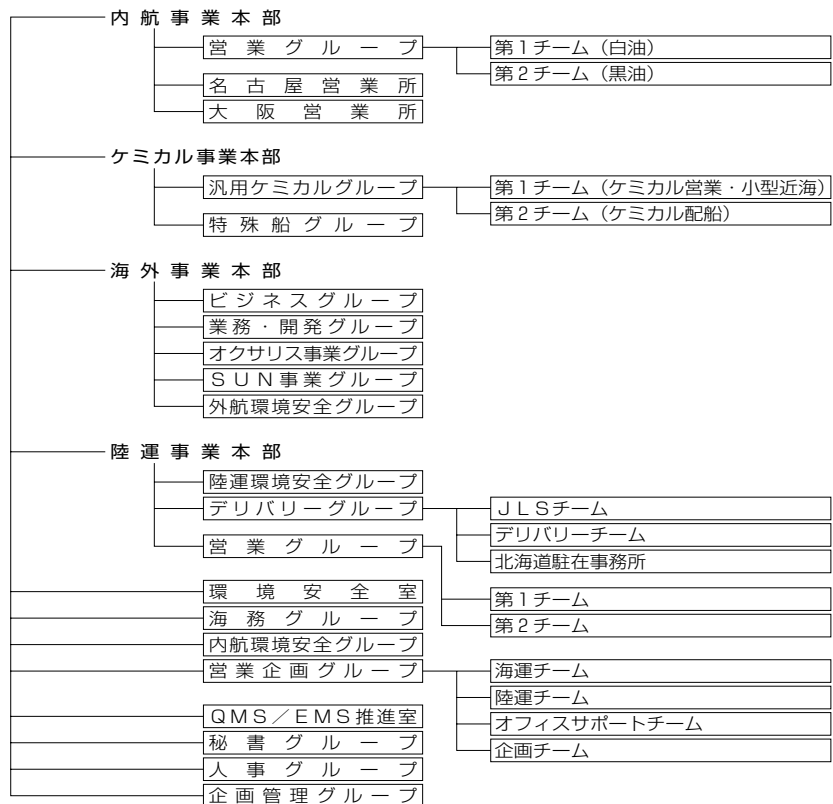 内航事業本部
営業グループ
第1チーム（白油）
第2チーム（黒油）
名古屋営業所
大阪営業所
ケミカル事業本部
汎用ケミカルグループ
第1チーム（ケミカル営業・小型近海）
第2チーム（ケミカル配船）
特殊船グループ
海外事業本部
ビジネスグループ
業務・開発グループ
オクサリス事業グループ
SUN事業グループ
外航環境安全グループ
陸運事業本部
陸運環境安全グループ
デリバリーグループ
JLSチーム
デリバリーチーム
北海道駐在事務所
営業グループ
第1チーム
第2チーム
環境安全室
海務グループ
内航環境安全グループ
営業企画グループ
海運チーム
陸運チーム
オフィスサポートチーム
企画チーム
QMS／EMS推進室
秘書グループ
人事グループ
企画管理グループ